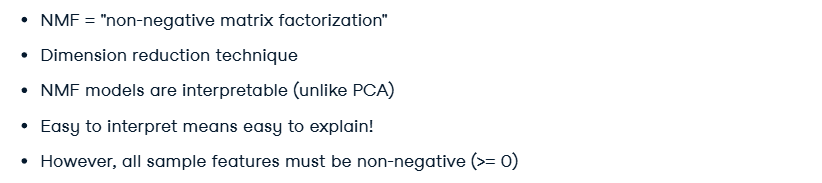 • NMF = "non-negative matrix factorization"
• Dimension reduction technique
• NMF models are interpretable (unlike PCA)
• Easy to interpret means easy to explain!
• However, all sample features must be non-negative (>= 0)